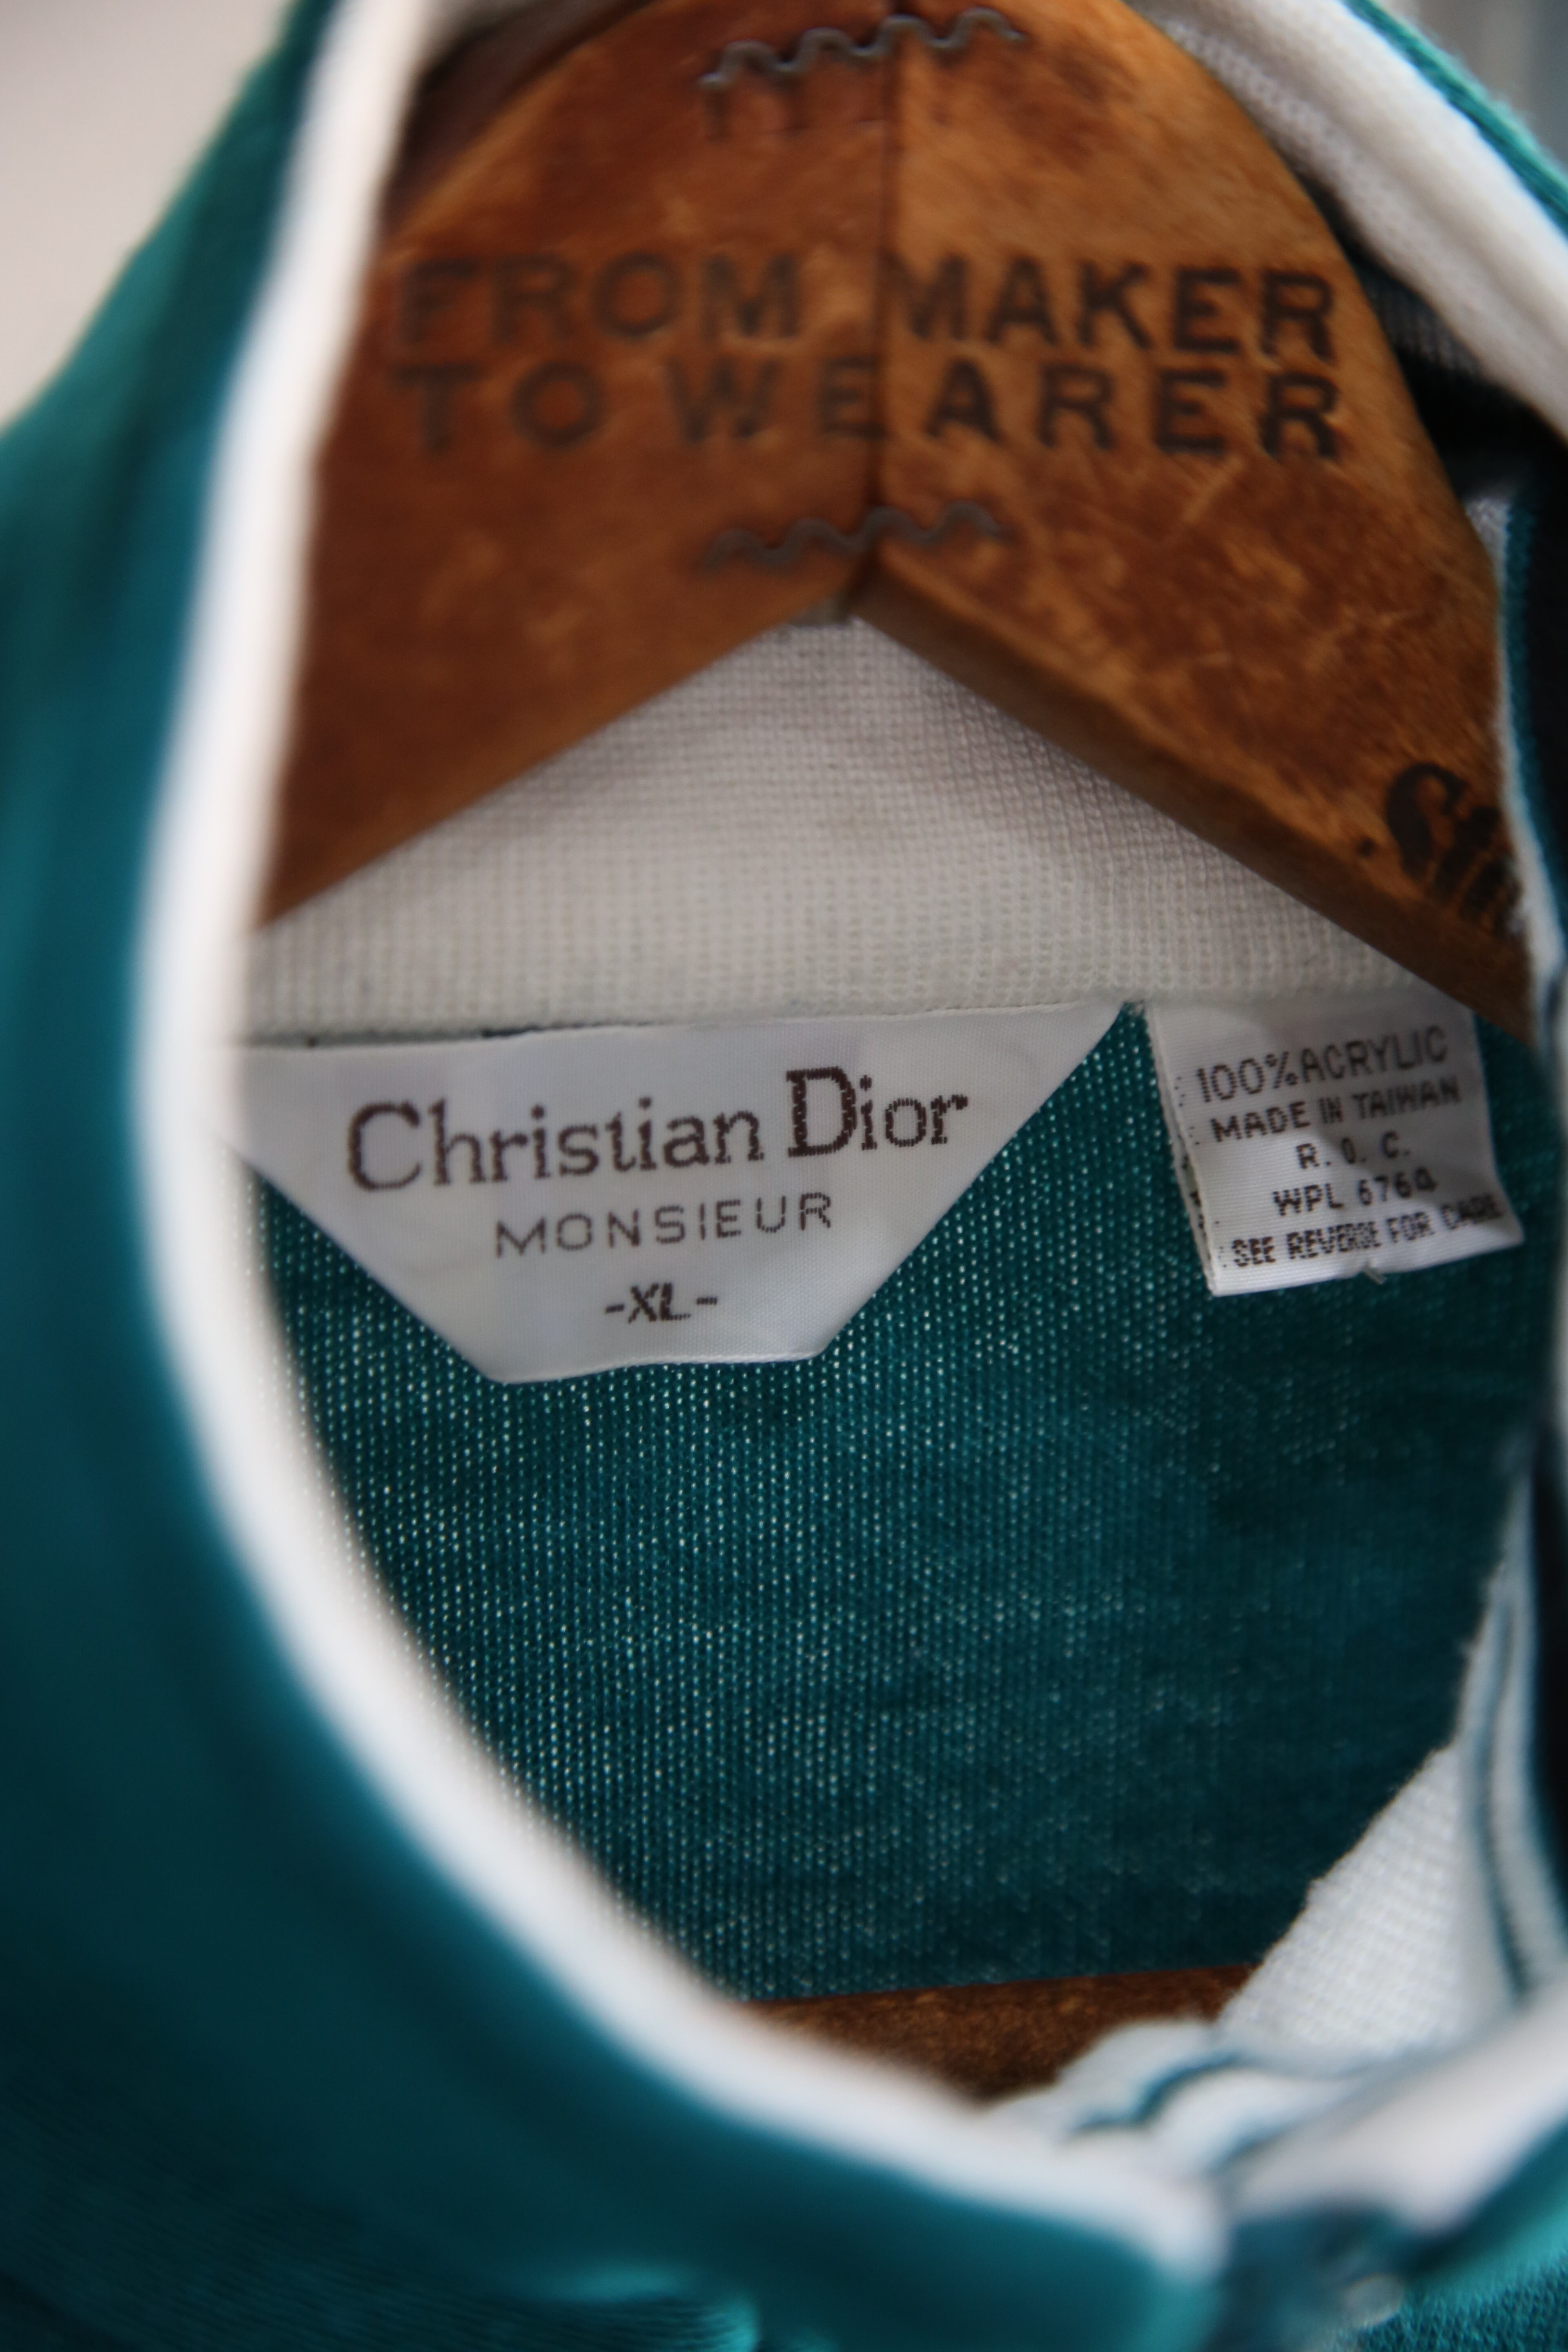 FROM MAKER
TO WEARER
Christian Dior
MONSIEUR
-XL-
100% ACRYLIC
MADE IN TAIWAN
R. O. C.
WPL 6764
SEE REVERSE FOR CARE